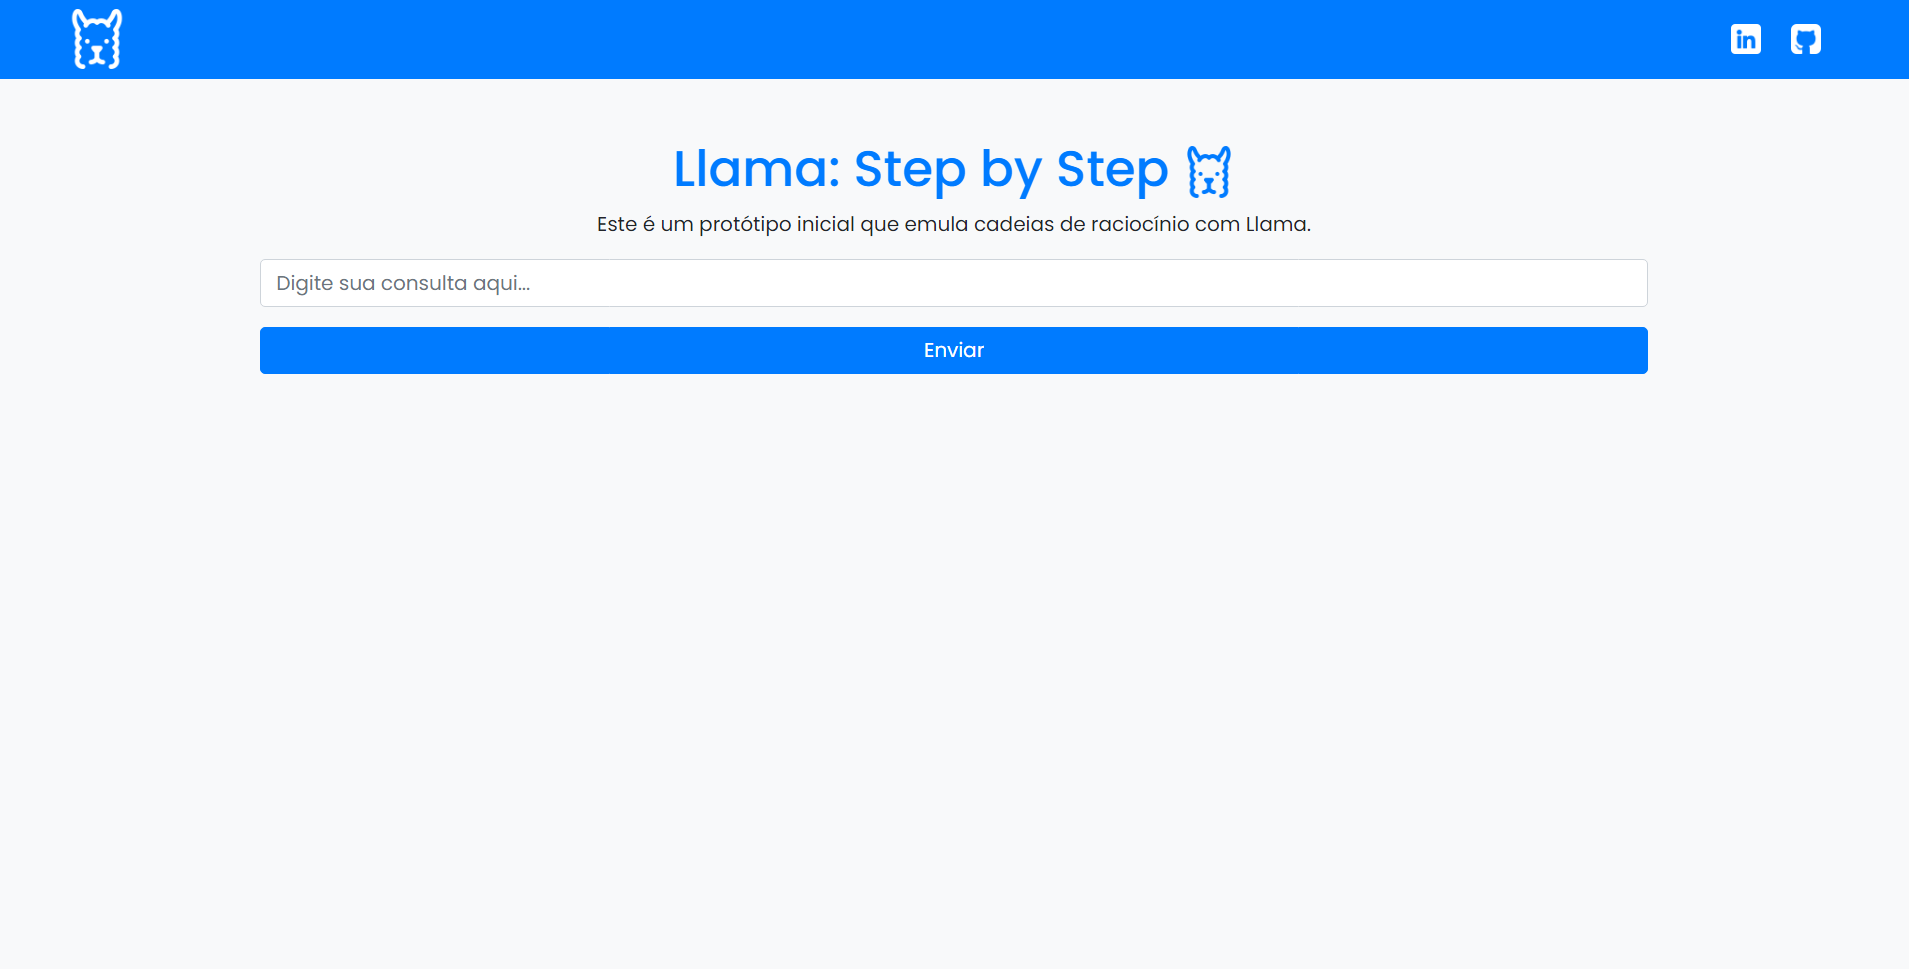 in
Llama: Step by Step
Este é um protótipo inicial que emula cadeias de raciocínio com Llama.
Digite sua consulta aqui...
Enviar